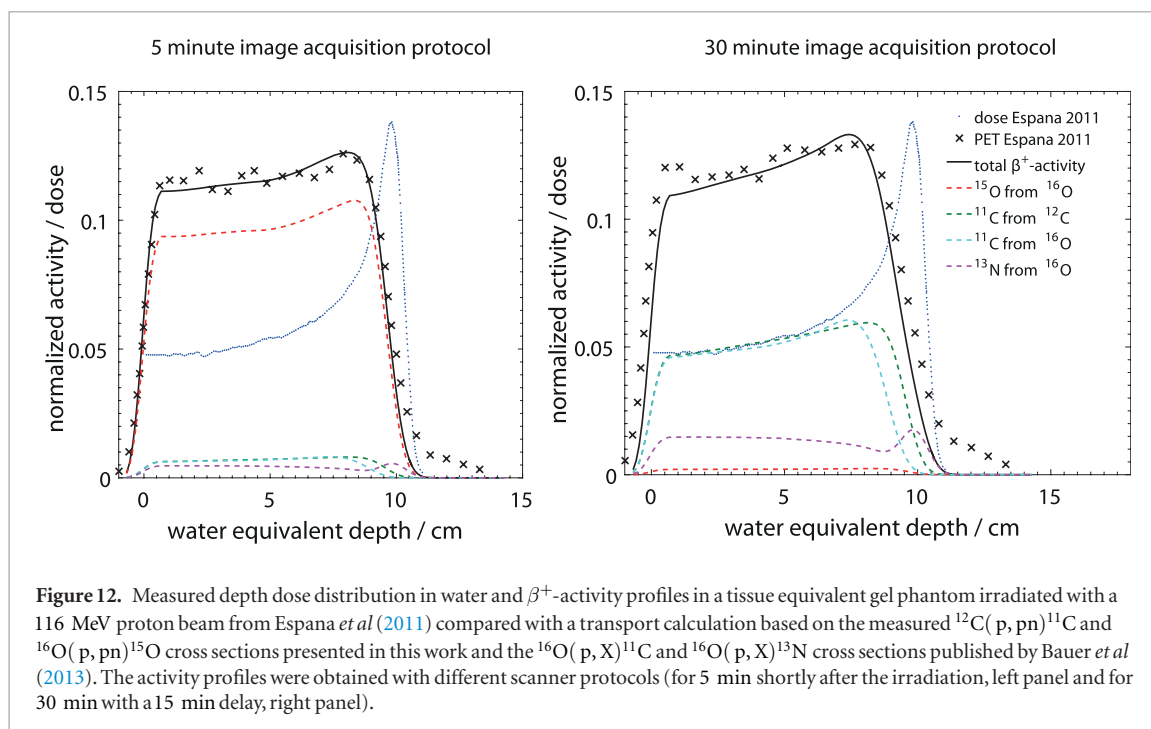 5 minute image acquisition protocol
30 minute image acquisition protocol
normalized activity / dose
0.15
0.1
0.05
0
0 5 10 15
water equivalent depth / cm
normalized activity / dose
0.15
0.1
0.05
0
0 5 10 15
water equivalent depth / cm
dose Espana 2011
PET Espana 2011
total β⁺-activity
¹⁵O from ¹⁶O
¹¹C from ¹²C
¹¹C from ¹⁶O
¹³N from ¹⁶O
Figure 12. Measured depth dose distribution in water and β⁺-activity profiles in a tissue equivalent gel phantom irradiated with a
116 MeV proton beam from Espana et al (2011) compared with a transport calculation based on the measured ¹²C( p, pn)¹¹C and
¹⁶O( p, pn)¹⁵O cross sections presented in this work and the ¹⁶O( p, X)¹¹C and ¹⁶O( p, X)¹³N cross sections published by Bauer et al
(2013). The activity profiles were obtained with different scanner protocols (for 5 min shortly after the irradiation, left panel and for
30 min with a 15 min delay, right panel).